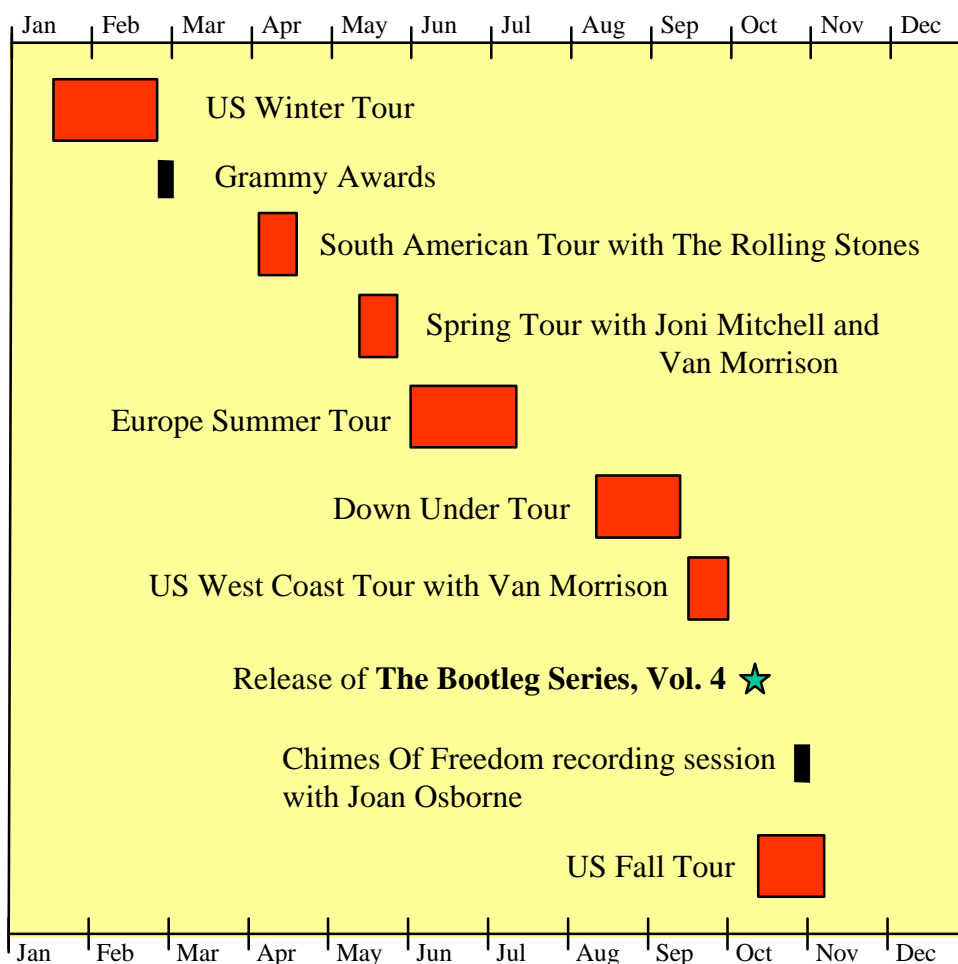 Jan Feb Mar Apr May Jun Jul Aug Sep Oct Nov Dec
US Winter Tour
Grammy Awards
South American Tour with The Rolling Stones
Spring Tour with Joni Mitchell and
Van Morrison
Europe Summer Tour
Down Under Tour
US West Coast Tour with Van Morrison
Release of The Bootleg Series, Vol. 4
Chimes Of Freedom recording session
with Joan Osborne
US Fall Tour
Jan Feb Mar Apr May Jun Jul Aug Sep Oct Nov Dec